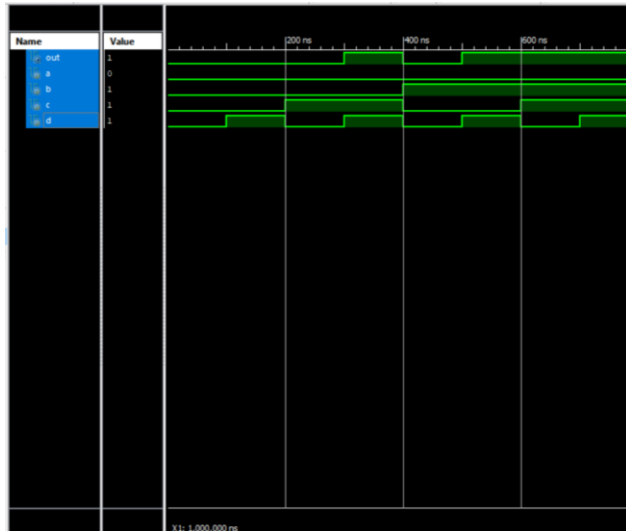 Name Value
200 ns 400 ns 600 ns
out 1
a 0
b 1
c 1
d 1
X1: 1,000,000 ns